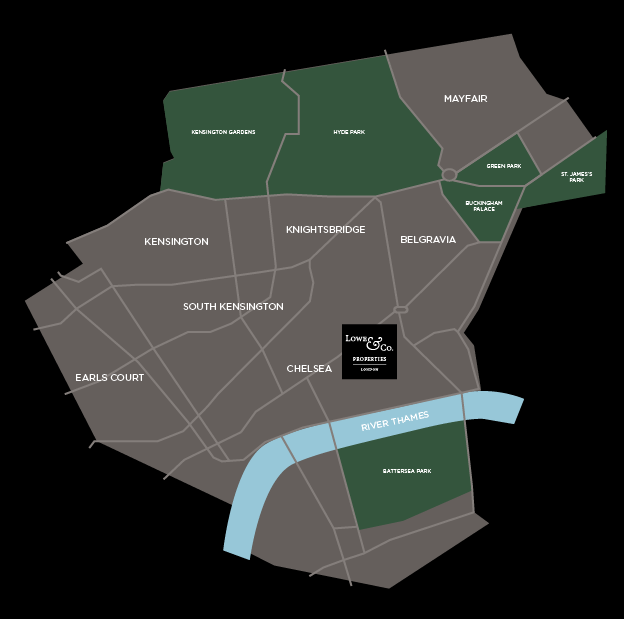 MAYFAIR
KENSINGTON GARDENS
HYDE PARK
GREEN PARK
ST. JAMES'S
PARK
BUCKINGHAM
PALACE
KNIGHTSBRIDGE
KENSINGTON
BELGRAVIA
SOUTH KENSINGTON
LOWE
& CO.
PROPERTIES
LONDON
CHELSEA
EARLS COURT
RIVER THAMES
BATTERSEA PARK